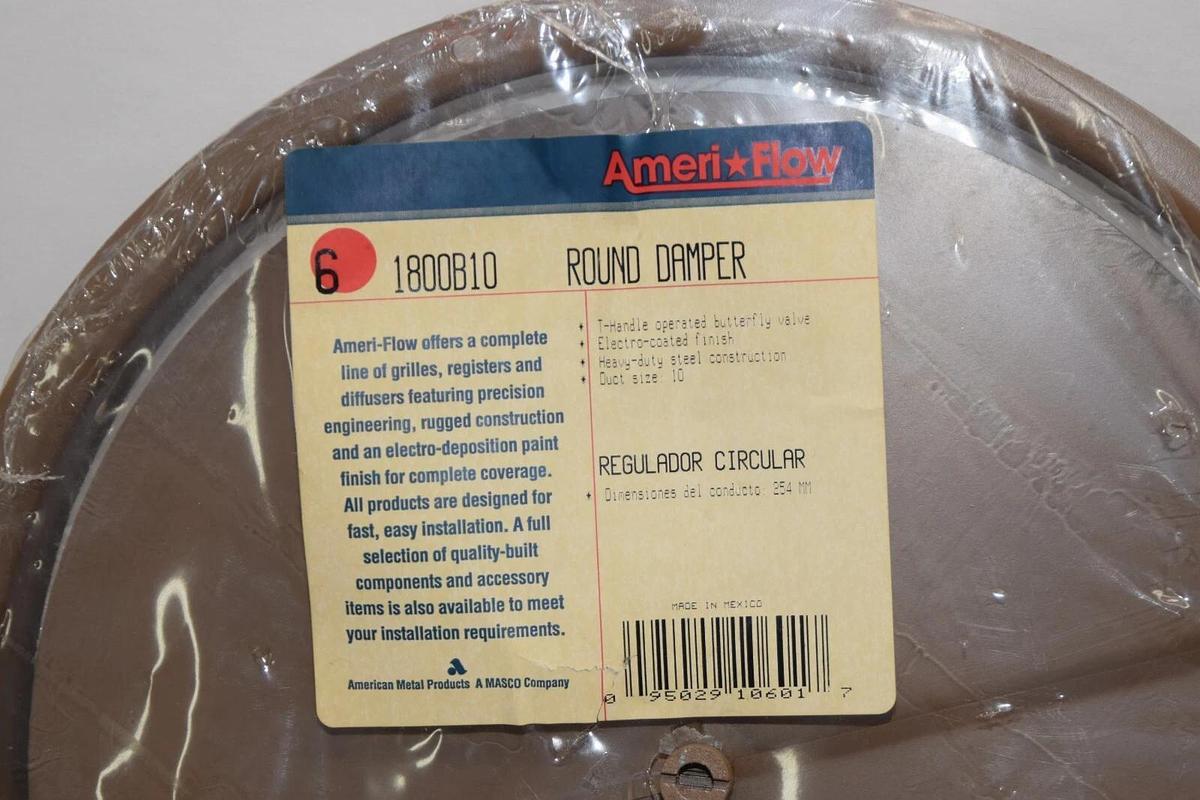 Ameri★Flow
6 1800B10 ROUND DAMPER
Ameri-Flow offers a complete
line of grilles, registers and
diffusers featuring precision
engineering, rugged construction
and an electro-deposition paint
finish for complete coverage.
All products are designed for
fast, easy installation. A full
selection of quality-built
components and accessory
items is also available to meet
your installation requirements.
American Metal Products A MASCO Company
T-Handle operated butterfly valve
Electro-coated finish
Heavy-duty steel construction
Duct size: 10
REGULADOR CIRCULAR
Dimensiones del conducto: 254 MM
MADE IN MEXICO
0 95029 10601 7